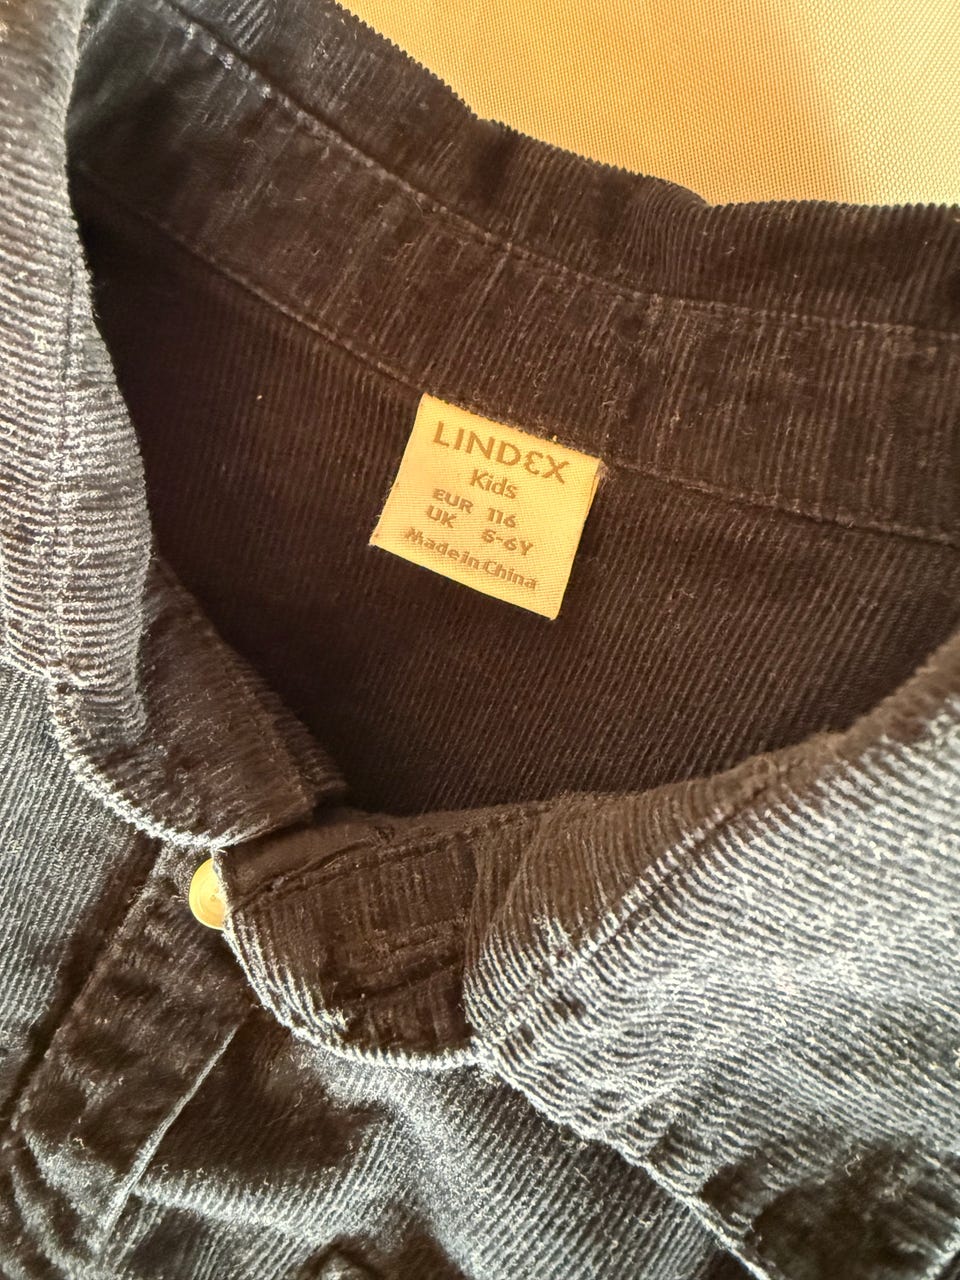 LINDEX
Kids
EUR 116
UK 5-6Y
Made in China